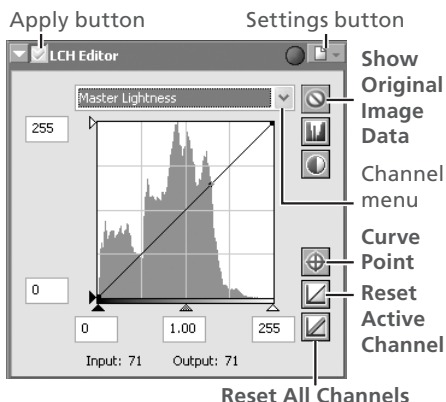 Apply button
Settings button
LCH Editor
Show
Original
Image
Data
Master Lightness
255
Channel
menu
Curve
Point
0
Reset
Active
Channel
0
1.00
255
Input: 71
Output: 71
Reset All Channels